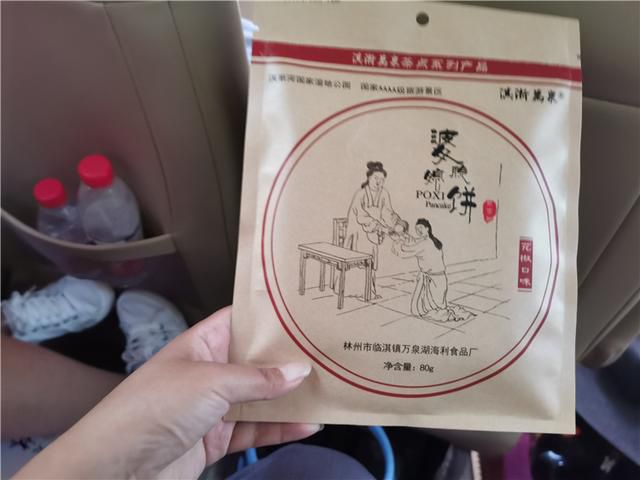 淇淅萬泉茶点系列产品
淇淅河国家湿地公园 国家AAAA级旅游景区
淇淅萬泉®
婆媳脆饼
POXI
Pancake
花椒口味
林州市临淇镇万泉湖海利食品厂
净含量：80g